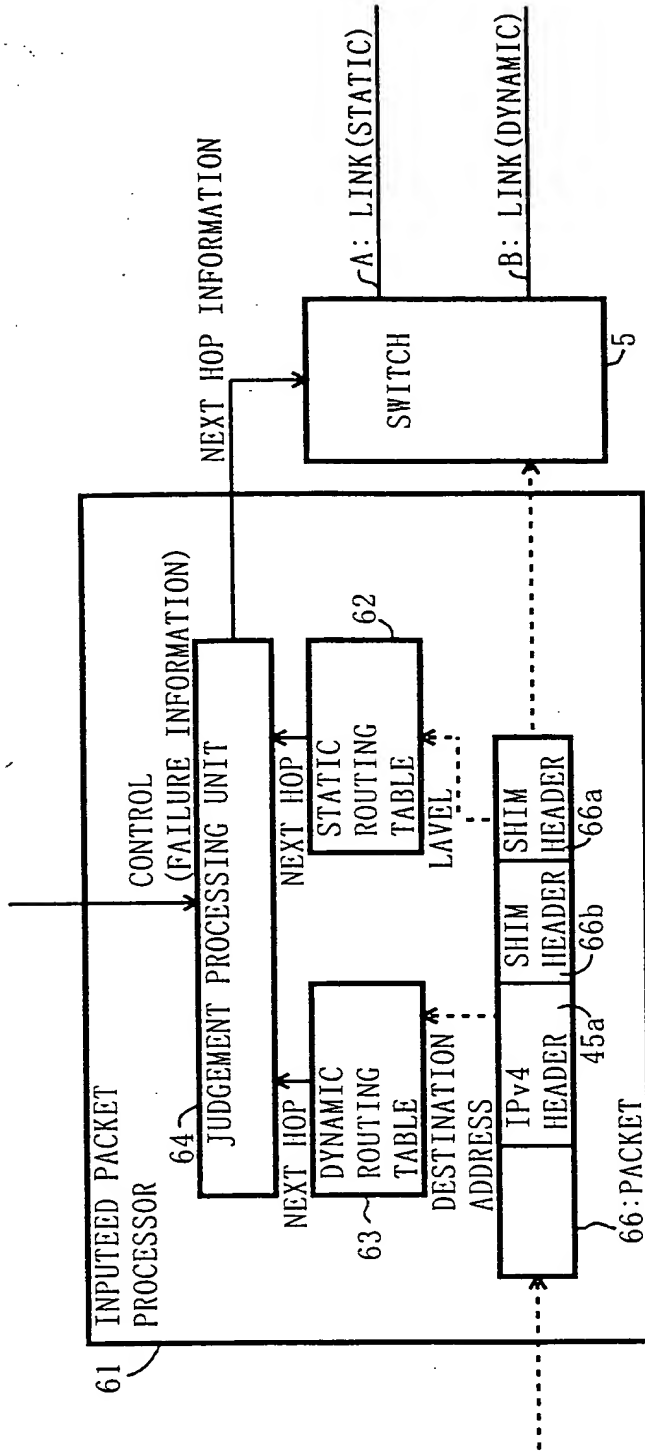 INPUTEED PACKET
PROCESSOR
61
CONTROL
(FAILURE INFORMATION)
64
JUDGEMENT PROCESSING UNIT
NEXT HOP INFORMATION
NEXT HOP
NEXT HOP
DYNAMIC
ROUTING
TABLE
63
STATIC
ROUTING
TABLE
62
DESTINATION
ADDRESS
LAVEL
IPv4
HEADER
45a
SHIM
HEADER
66b
SHIM
HEADER
66a
66:PACKET
SWITCH
5
A: LINK(STATIC)
B: LINK(DYNAMIC)